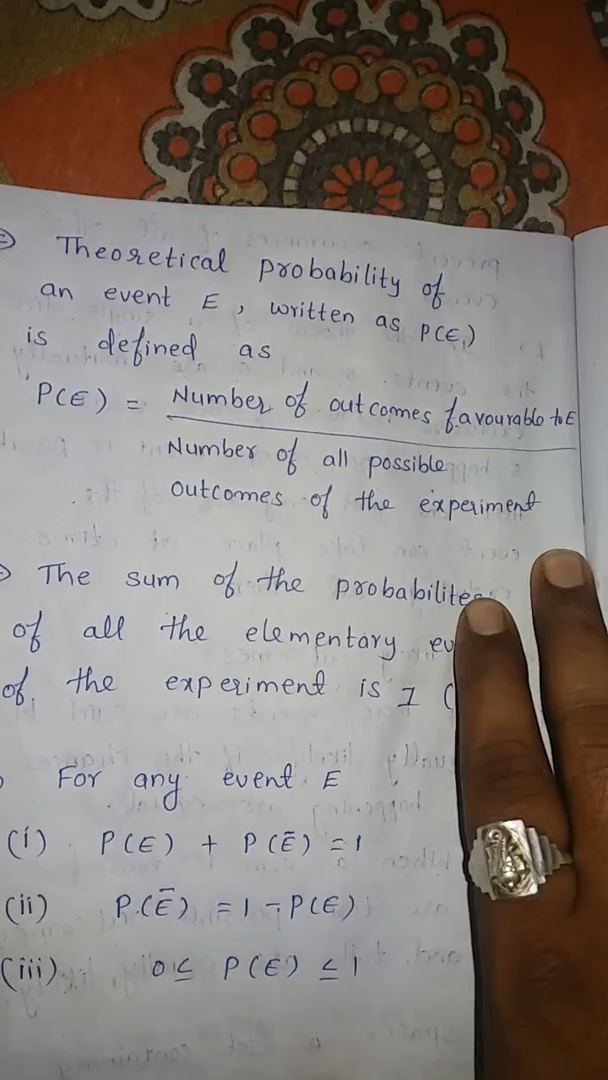 Theoretical probability of
an event E, written as P(E)
is defined as
P(E) = Number of outcomes favourable to E
Number of all possible
outcomes of the experiment
The sum of the
of all the elementary
of the experiment is 1 (
For any event E
(i) P(E) + P(Ē) = 1
(ii) P(Ē) = 1 - P(E)
(iii) 0 ≤ P(E) ≤ 1